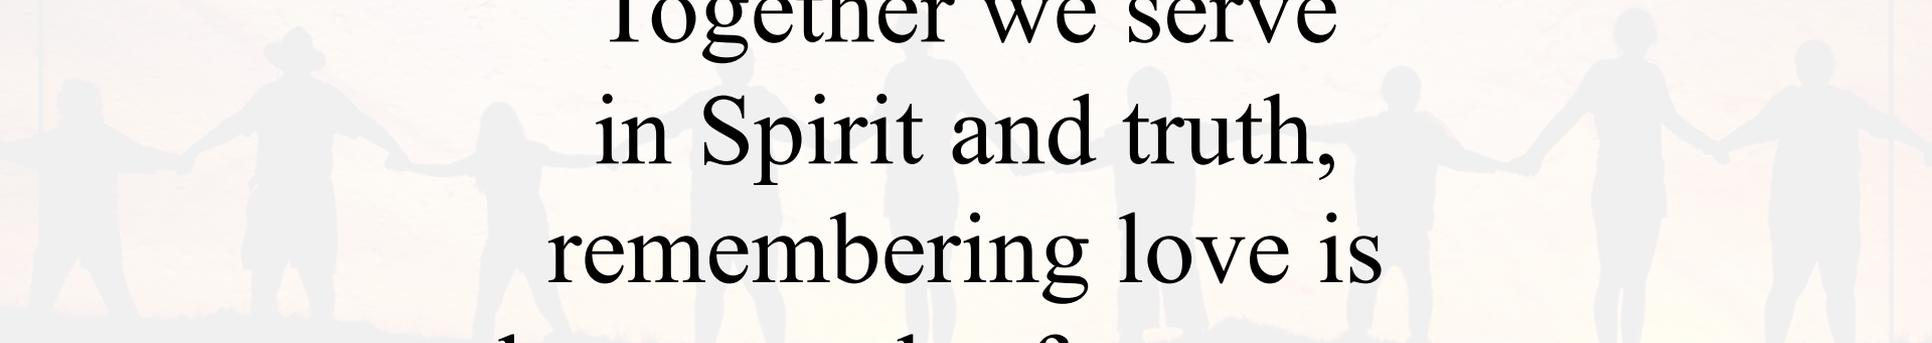 Together we serve
in Spirit and truth,
remembering love is